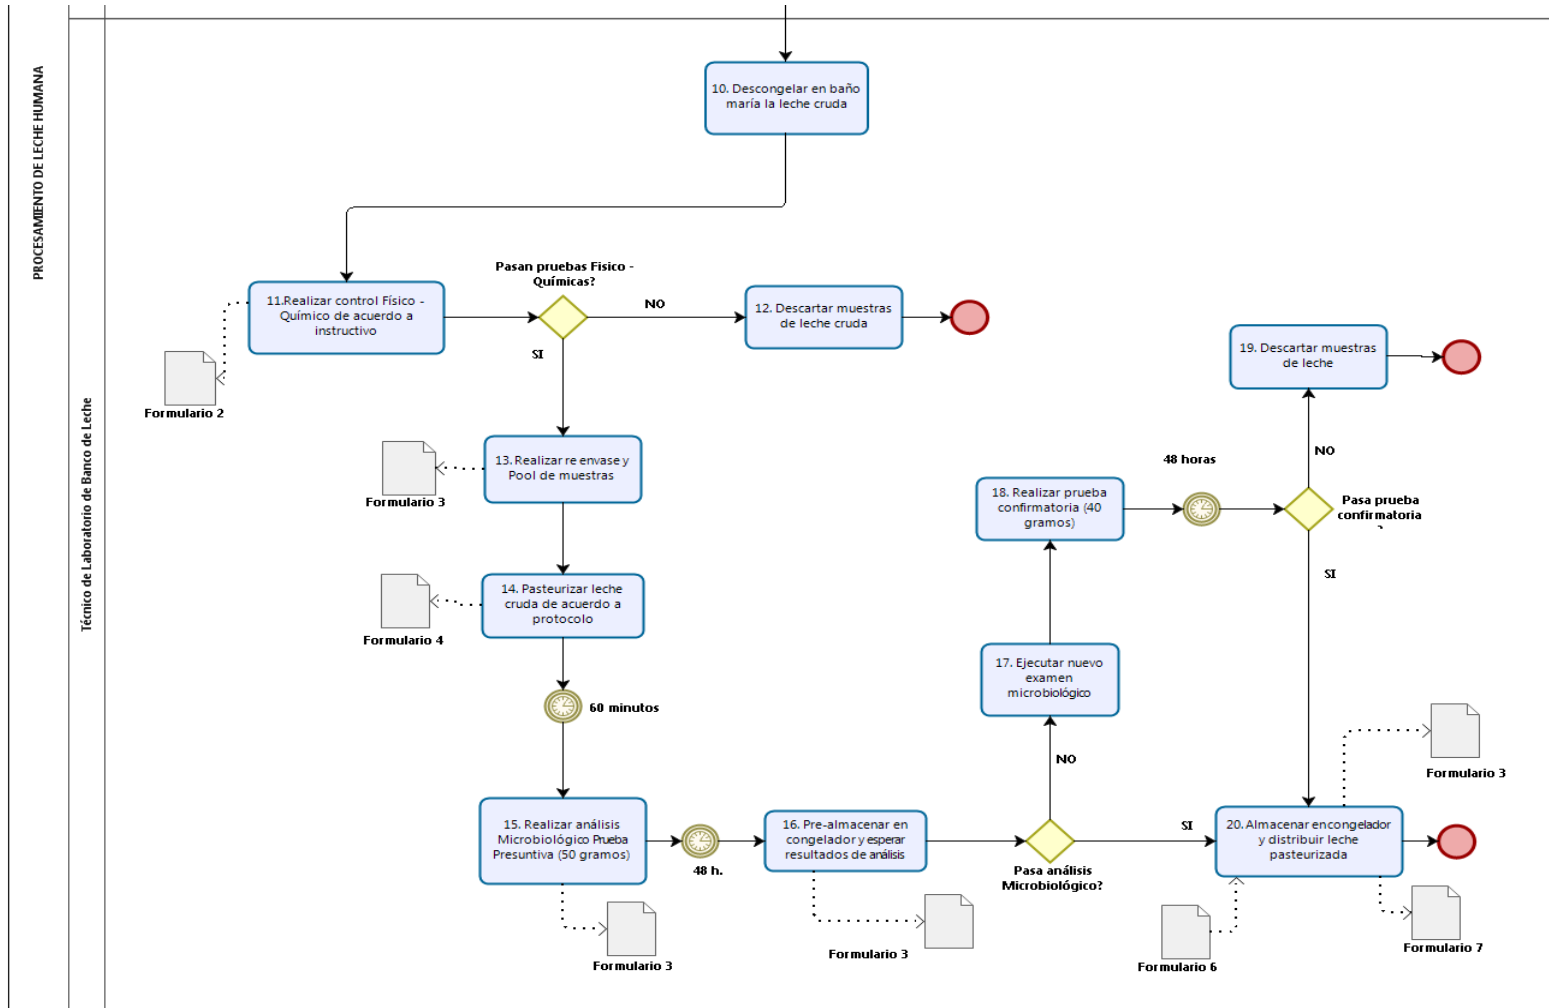 PROCESAMIENTO DE LECHE HUMANA
Técnico de Laboratorio de Banco de Leche
10. Descongelar en baño
maría la leche cruda
11.Realizar control Físico -
Químico de acuerdo a
instructivo
Formulario 2
Pasan pruebas Fisico -
Químicas?
NO
SI
12. Descartar muestras
de leche cruda
13. Realizar re envase y
Pool de muestras
Formulario 3
14. Pasteurizar leche
cruda de acuerdo a
protocolo
Formulario 4
60 minutos
15. Realizar análisis
Microbiológico Prueba
Presuntiva (50 gramos)
Formulario 3
48 h.
16. Pre-almacenar en
congelador y esperar
resultados de análisis
Formulario 3
Pasa análisis
Microbiológico?
NO
SI
17. Ejecutar nuevo
examen
microbiológico
18. Realizar prueba
confirmatoria (40
gramos)
48 horas
Pasa prueba
confirmatoria
?
NO
SI
19. Descartar muestras
de leche
20. Almacenar en congelador
y distribuir leche
pasteurizada
Formulario 3
Formulario 6
Formulario 7